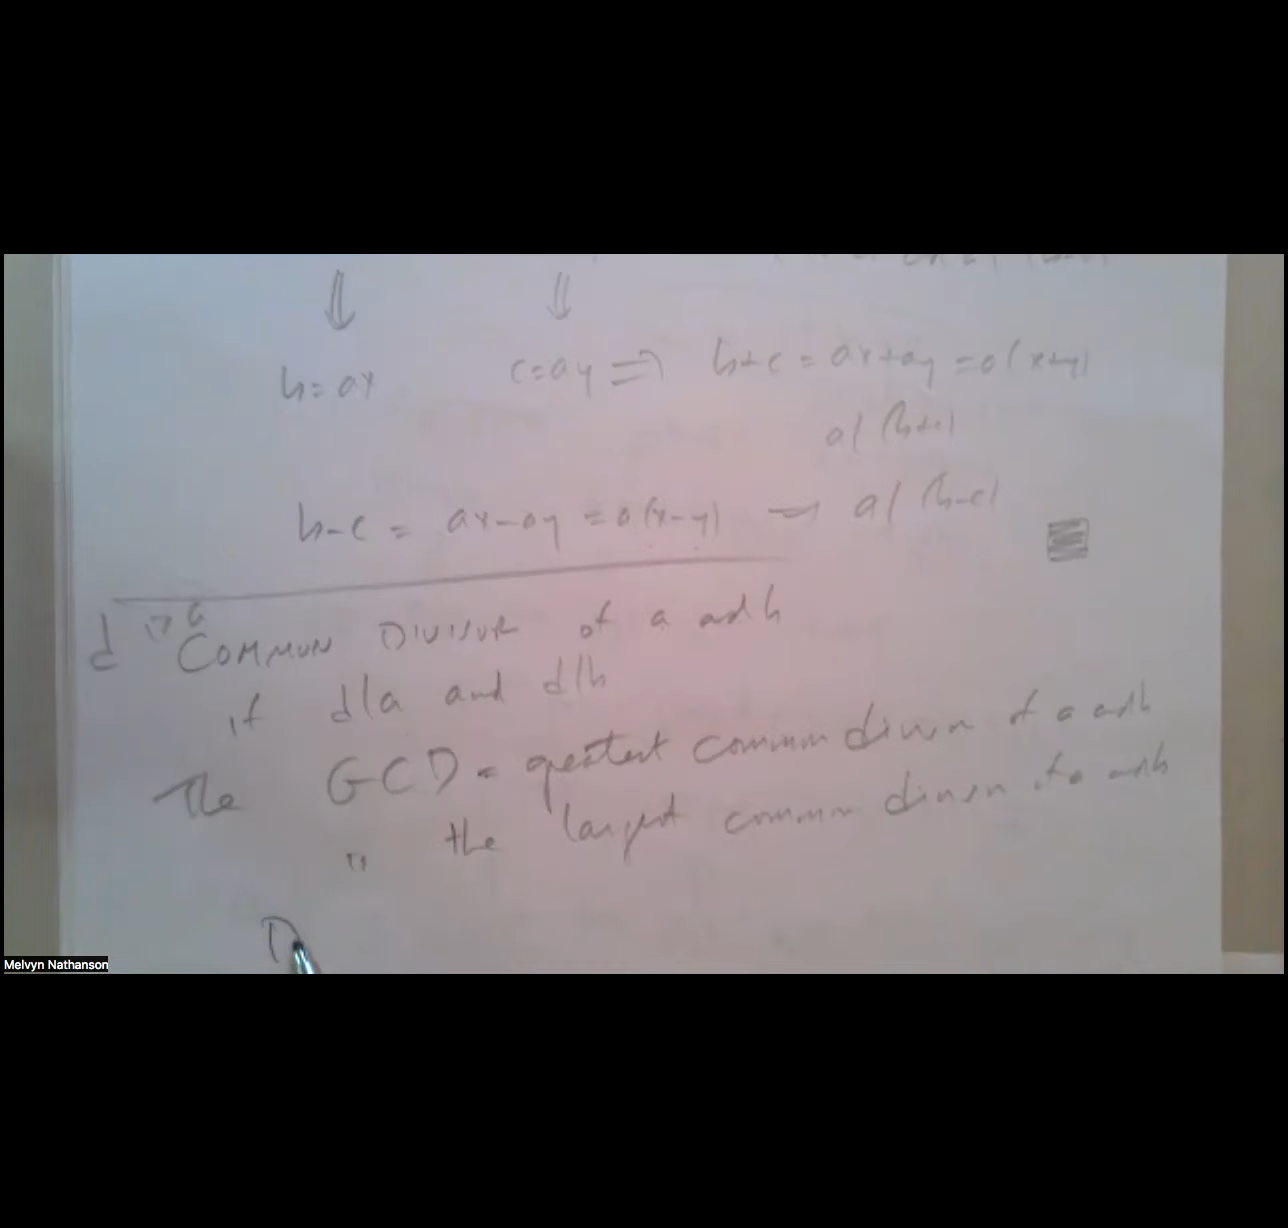 b=ax c=ay ⇒ b+c = ax+ay = a(x+y)
a|(b+c)
b-c = ax-ay = a(x-y) ⇒ a|(b-c)
d is a COMMON DIVISOR of a and b
if d|a and d|b
The GCD = greatest common divisor of a and b
is the largest common divisor of a and b
D
Melvyn Nathanson